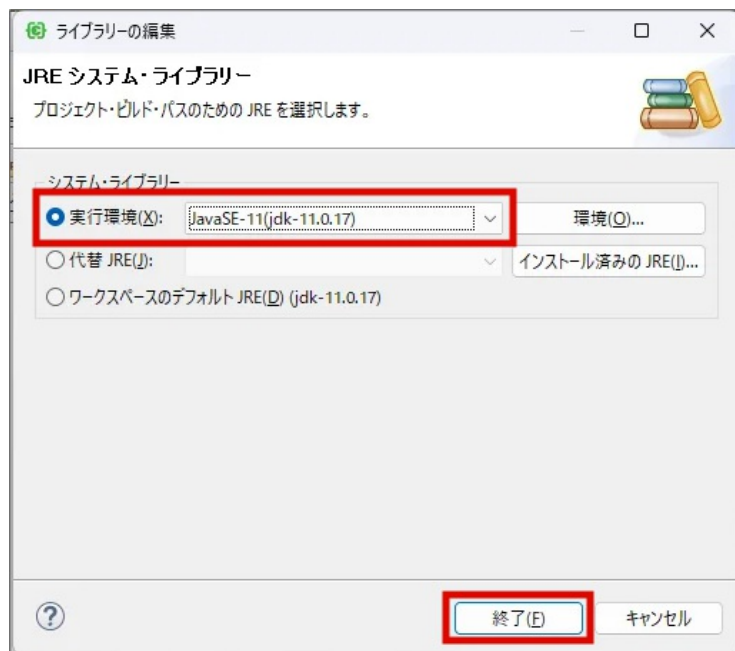 ライブラリーの編集
JRE システム・ライブラリー
プロジェクト・ビルド・パスのための JRE を選択します。
システム・ライブラリー
実行環境(X): JavaSE-11(jdk-11.0.17) 環境(O)...
代替 JRE(J): インストール済みの JRE(I)...
ワークスペースのデフォルト JRE(D) (jdk-11.0.17)
? 終了(F) キャンセル